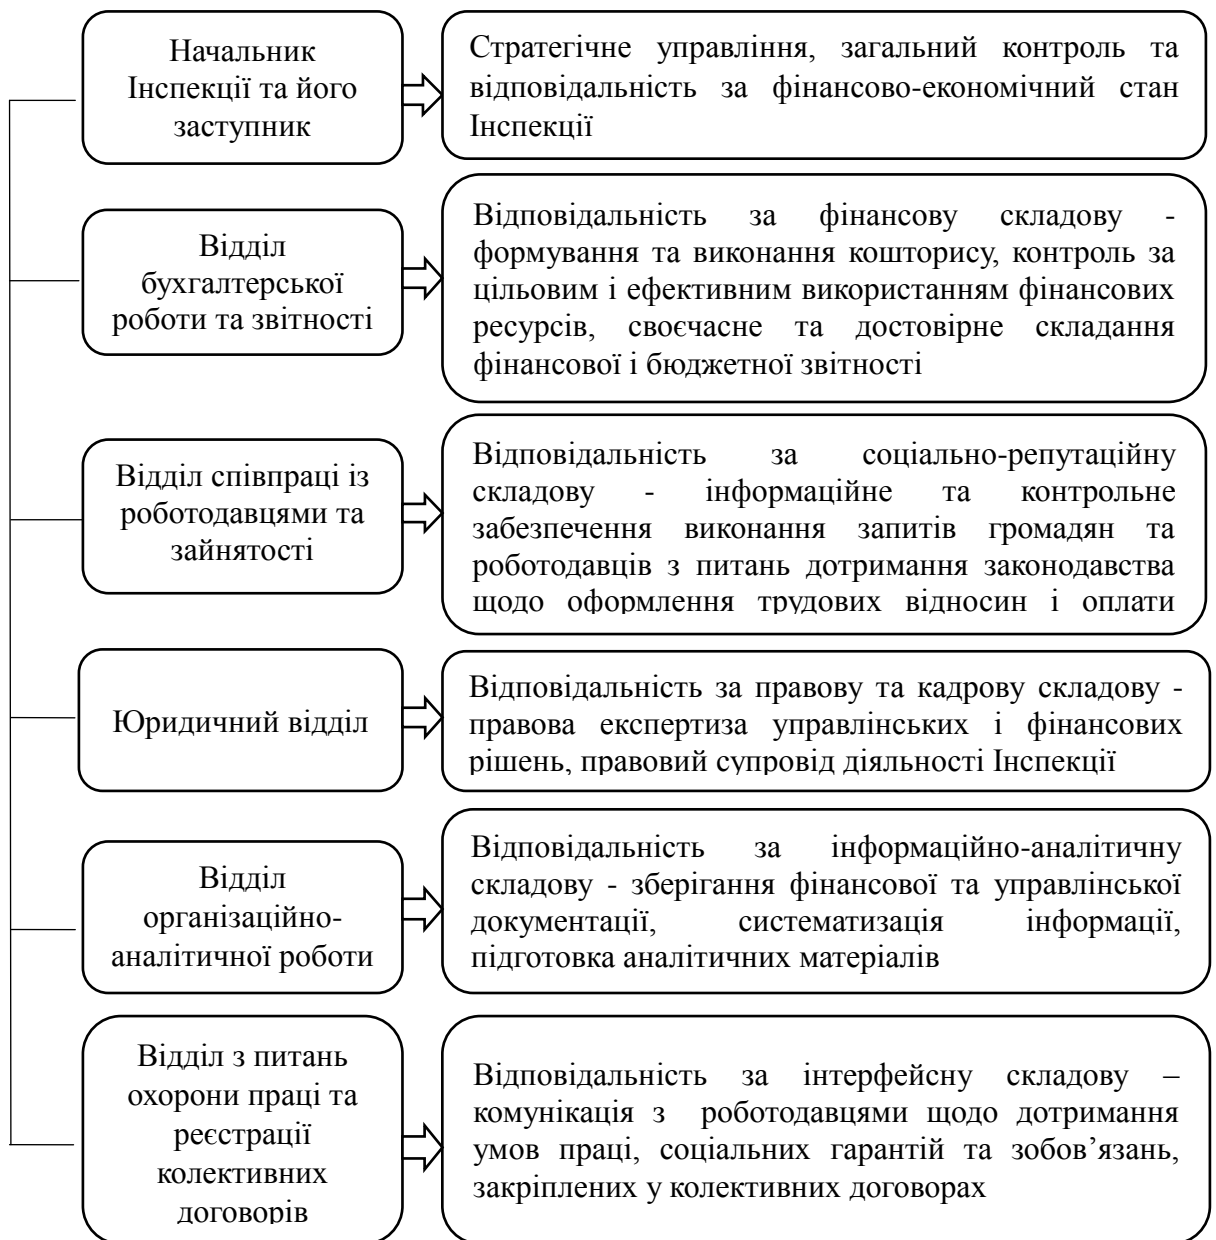 Начальник
Інспекції та його
заступник
Стратегічне управління, загальний контроль та
відповідальність за фінансово-економічний стан
Інспекції
Відділ
бухгалтерської
роботи та звітності
Відповідальність за фінансову складову -
формування та виконання кошторису, контроль за
цільовим і ефективним використанням фінансових
ресурсів, своєчасне та достовірне складання
фінансової і бюджетної звітності
Відділ співпраці із
роботодавцями та
зайнятості
Відповідальність за соціально-репутаційну
складову - інформаційне та контрольне
забезпечення виконання запитів громадян та
роботодавців з питань дотримання законодавства
щодо оформлення трудових відносин і оплати
Юридичний відділ
Відповідальність за правову та кадрову складову -
правова експертиза управлінських і фінансових
рішень, правовий супровід діяльності Інспекції
Відділ
організаційно-
аналітичної роботи
Відповідальність за інформаційно-аналітичну
складову - зберігання фінансової та управлінської
документації, систематизація інформації,
підготовка аналітичних матеріалів
Відділ з питань
охорони праці та
реєстрації
колективних
договорів
Відповідальність за інтерфейсну складову –
комунікація з роботодавцями щодо дотримання
умов праці, соціальних гарантій та зобов’язань,
закріплених у колективних договорах